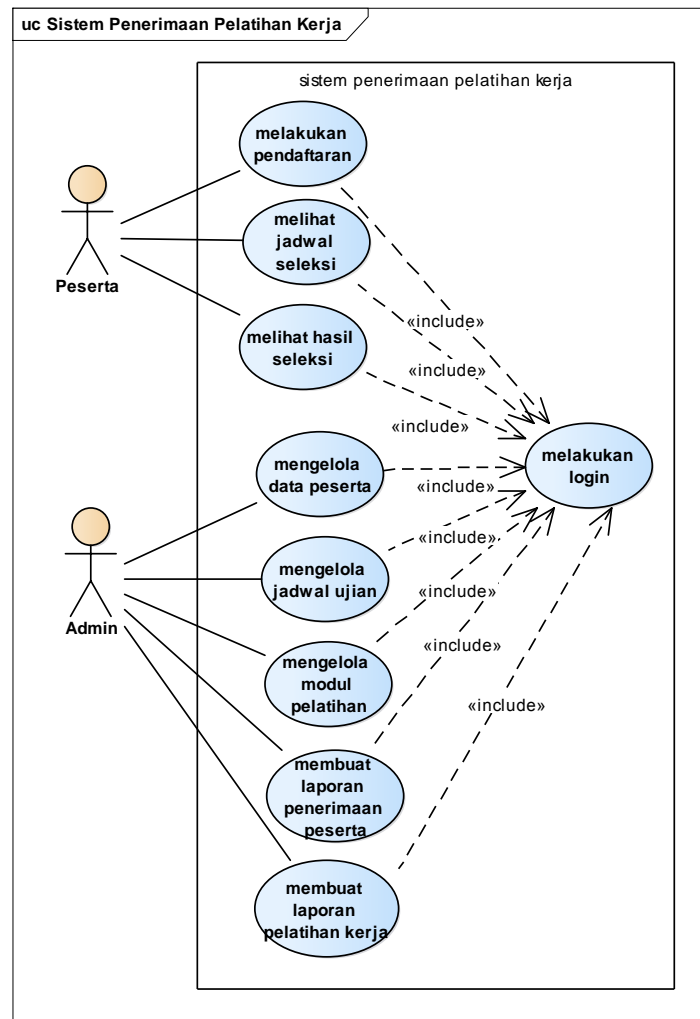 uc Sistem Penerimaan Pelatihan Kerja
sistem penerimaan pelatihan kerja
melakukan
pendaftaran
melihat
jadwal
seleksi
Peserta
«include»
melihat hasil
seleksi
«include»
«include»
melakukan
login
mengelola
data peserta
«include»
«include»
mengelola
jadwal ujian
Admin
«include»
mengelola
modul
pelatihan
«include»
«include»
membuat
laporan
penerimaan
peserta
membuat
laporan
pelatihan kerja